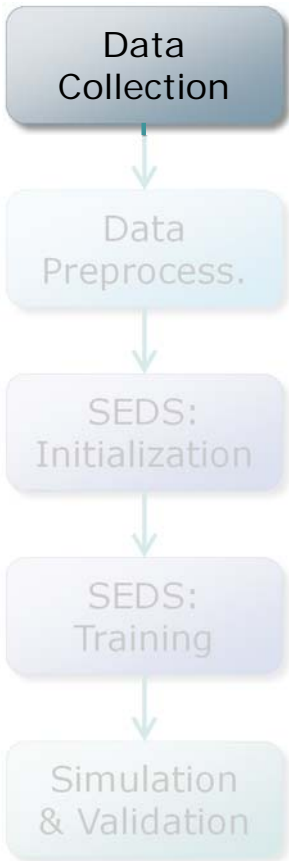 Data
Collection
Data
Preprocess.
SEDS:
Initialization
SEDS:
Training
Simulation
& Validation